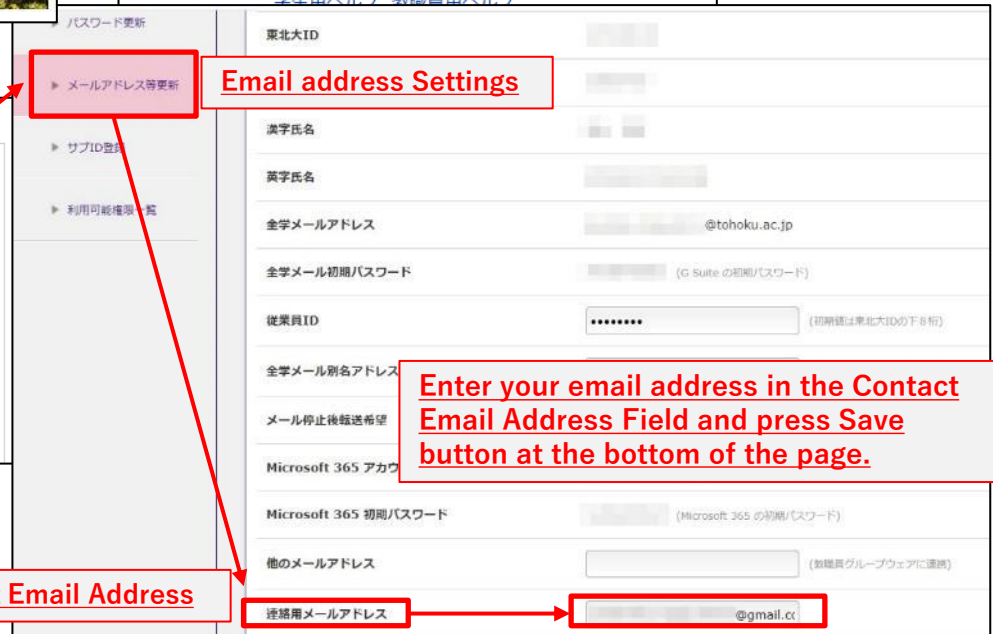 パスワード更新
メールアドレス等更新
Email address Settings
サブID登録
利用可能権限一覧
東北大ID
漢字氏名
英字氏名
全学メールアドレス
@tohoku.ac.jp
全学メール初期パスワード
(G Suite の初期パスワード)
従業員ID
••••••••
(初期値は東北大IDの下8桁)
全学メール別名アドレス
Enter your email address in the Contact
Email Address Field and press Save
button at the bottom of the page.
メール停止後転送希望
Microsoft 365 アカウ
Microsoft 365 初期パスワード
(Microsoft 365 の初期パスワード)
他のメールアドレス
(教職員グループウェアに連携)
Email Address
連絡用メールアドレス
@gmail.cc